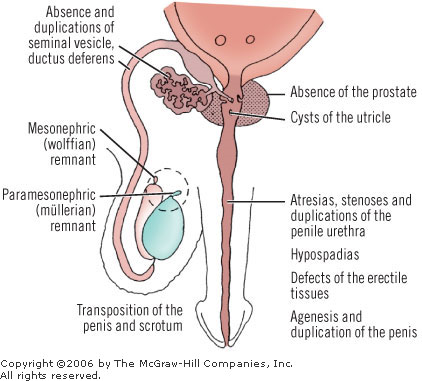 Absence and
duplications of
seminal vesicle,
ductus deferens
Absence of the prostate
Cysts of the utricle
Mesonephric
(wolffian)
remnant
Paramesonephric
(müllerian)
remnant
Atresias, stenoses and
duplications of the
penile urethra
Hypospadias
Defects of the erectile
tissues
Agenesis and
duplication of the penis
Transposition of the
penis and scrotum
Copyright ©2006 by The McGraw-Hill Companies, Inc.
All rights reserved.